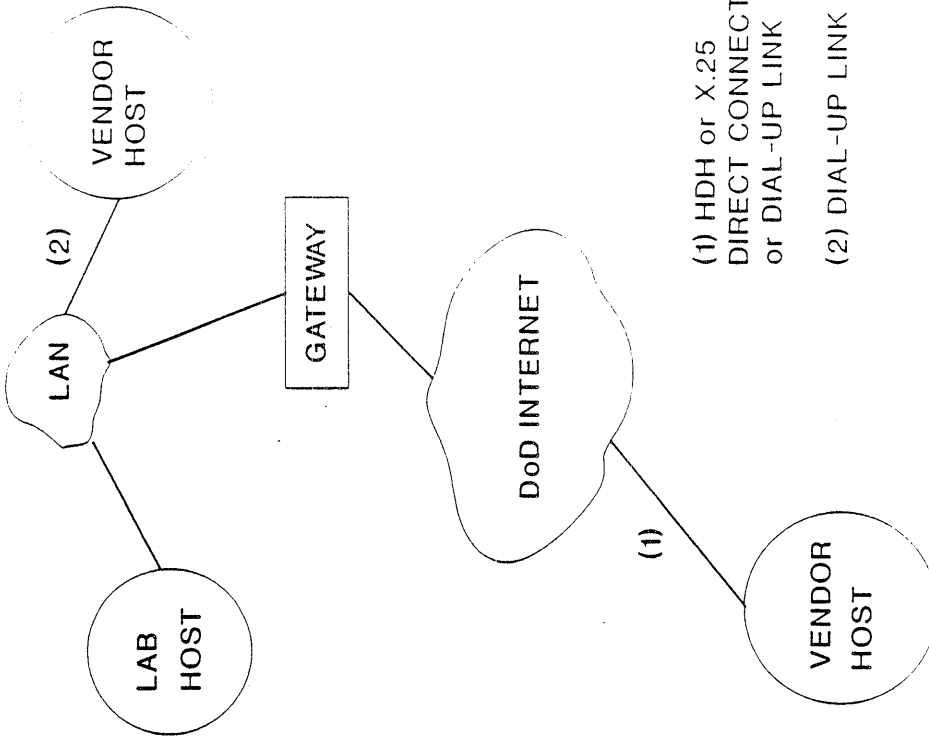 LAB
HOST
LAN
(2)
VENDOR
HOST
GATEWAY
DoD INTERNET
(1)
VENDOR
HOST
(1) HDH or X.25
DIRECT CONNECT
or DIAL-UP LINK
(2) DIAL-UP LINK